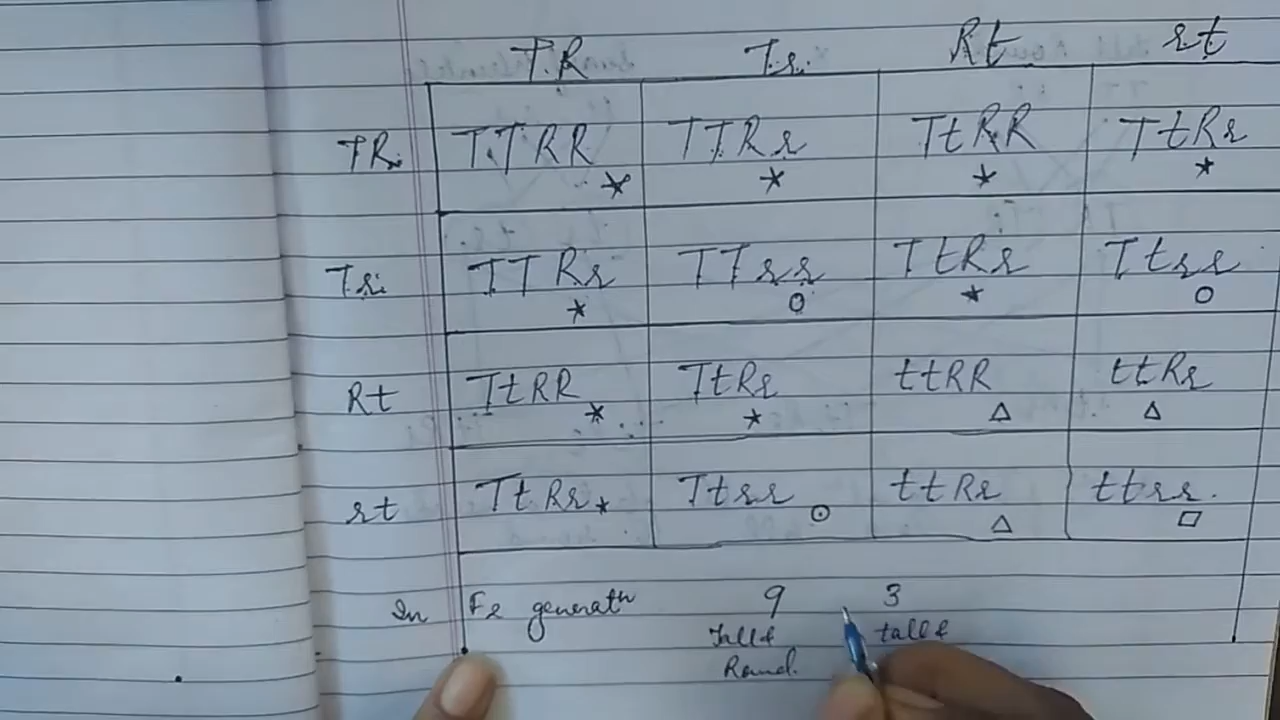 T.R Tr Rt rt
TR TTRR TTRr TtRR TtRr
Tr TTRr TTrr TtRr Ttrr
Rt TtRR TtRr ttRR ttRr
rt TtRr Ttrr ttRr ttrr.
In F2 generatn 9 3
Tall & tall &
Round.